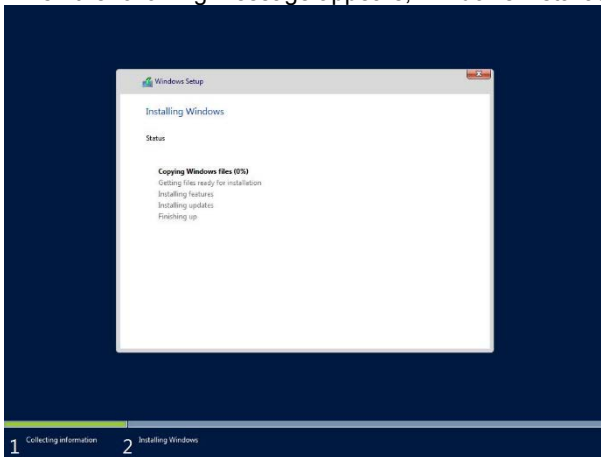 Windows Setup
Installing Windows
Status
Copying Windows files (0%)
Getting files ready for installation
Installing features
Installing updates
Finishing up
1 Collecting information 2 Installing Windows